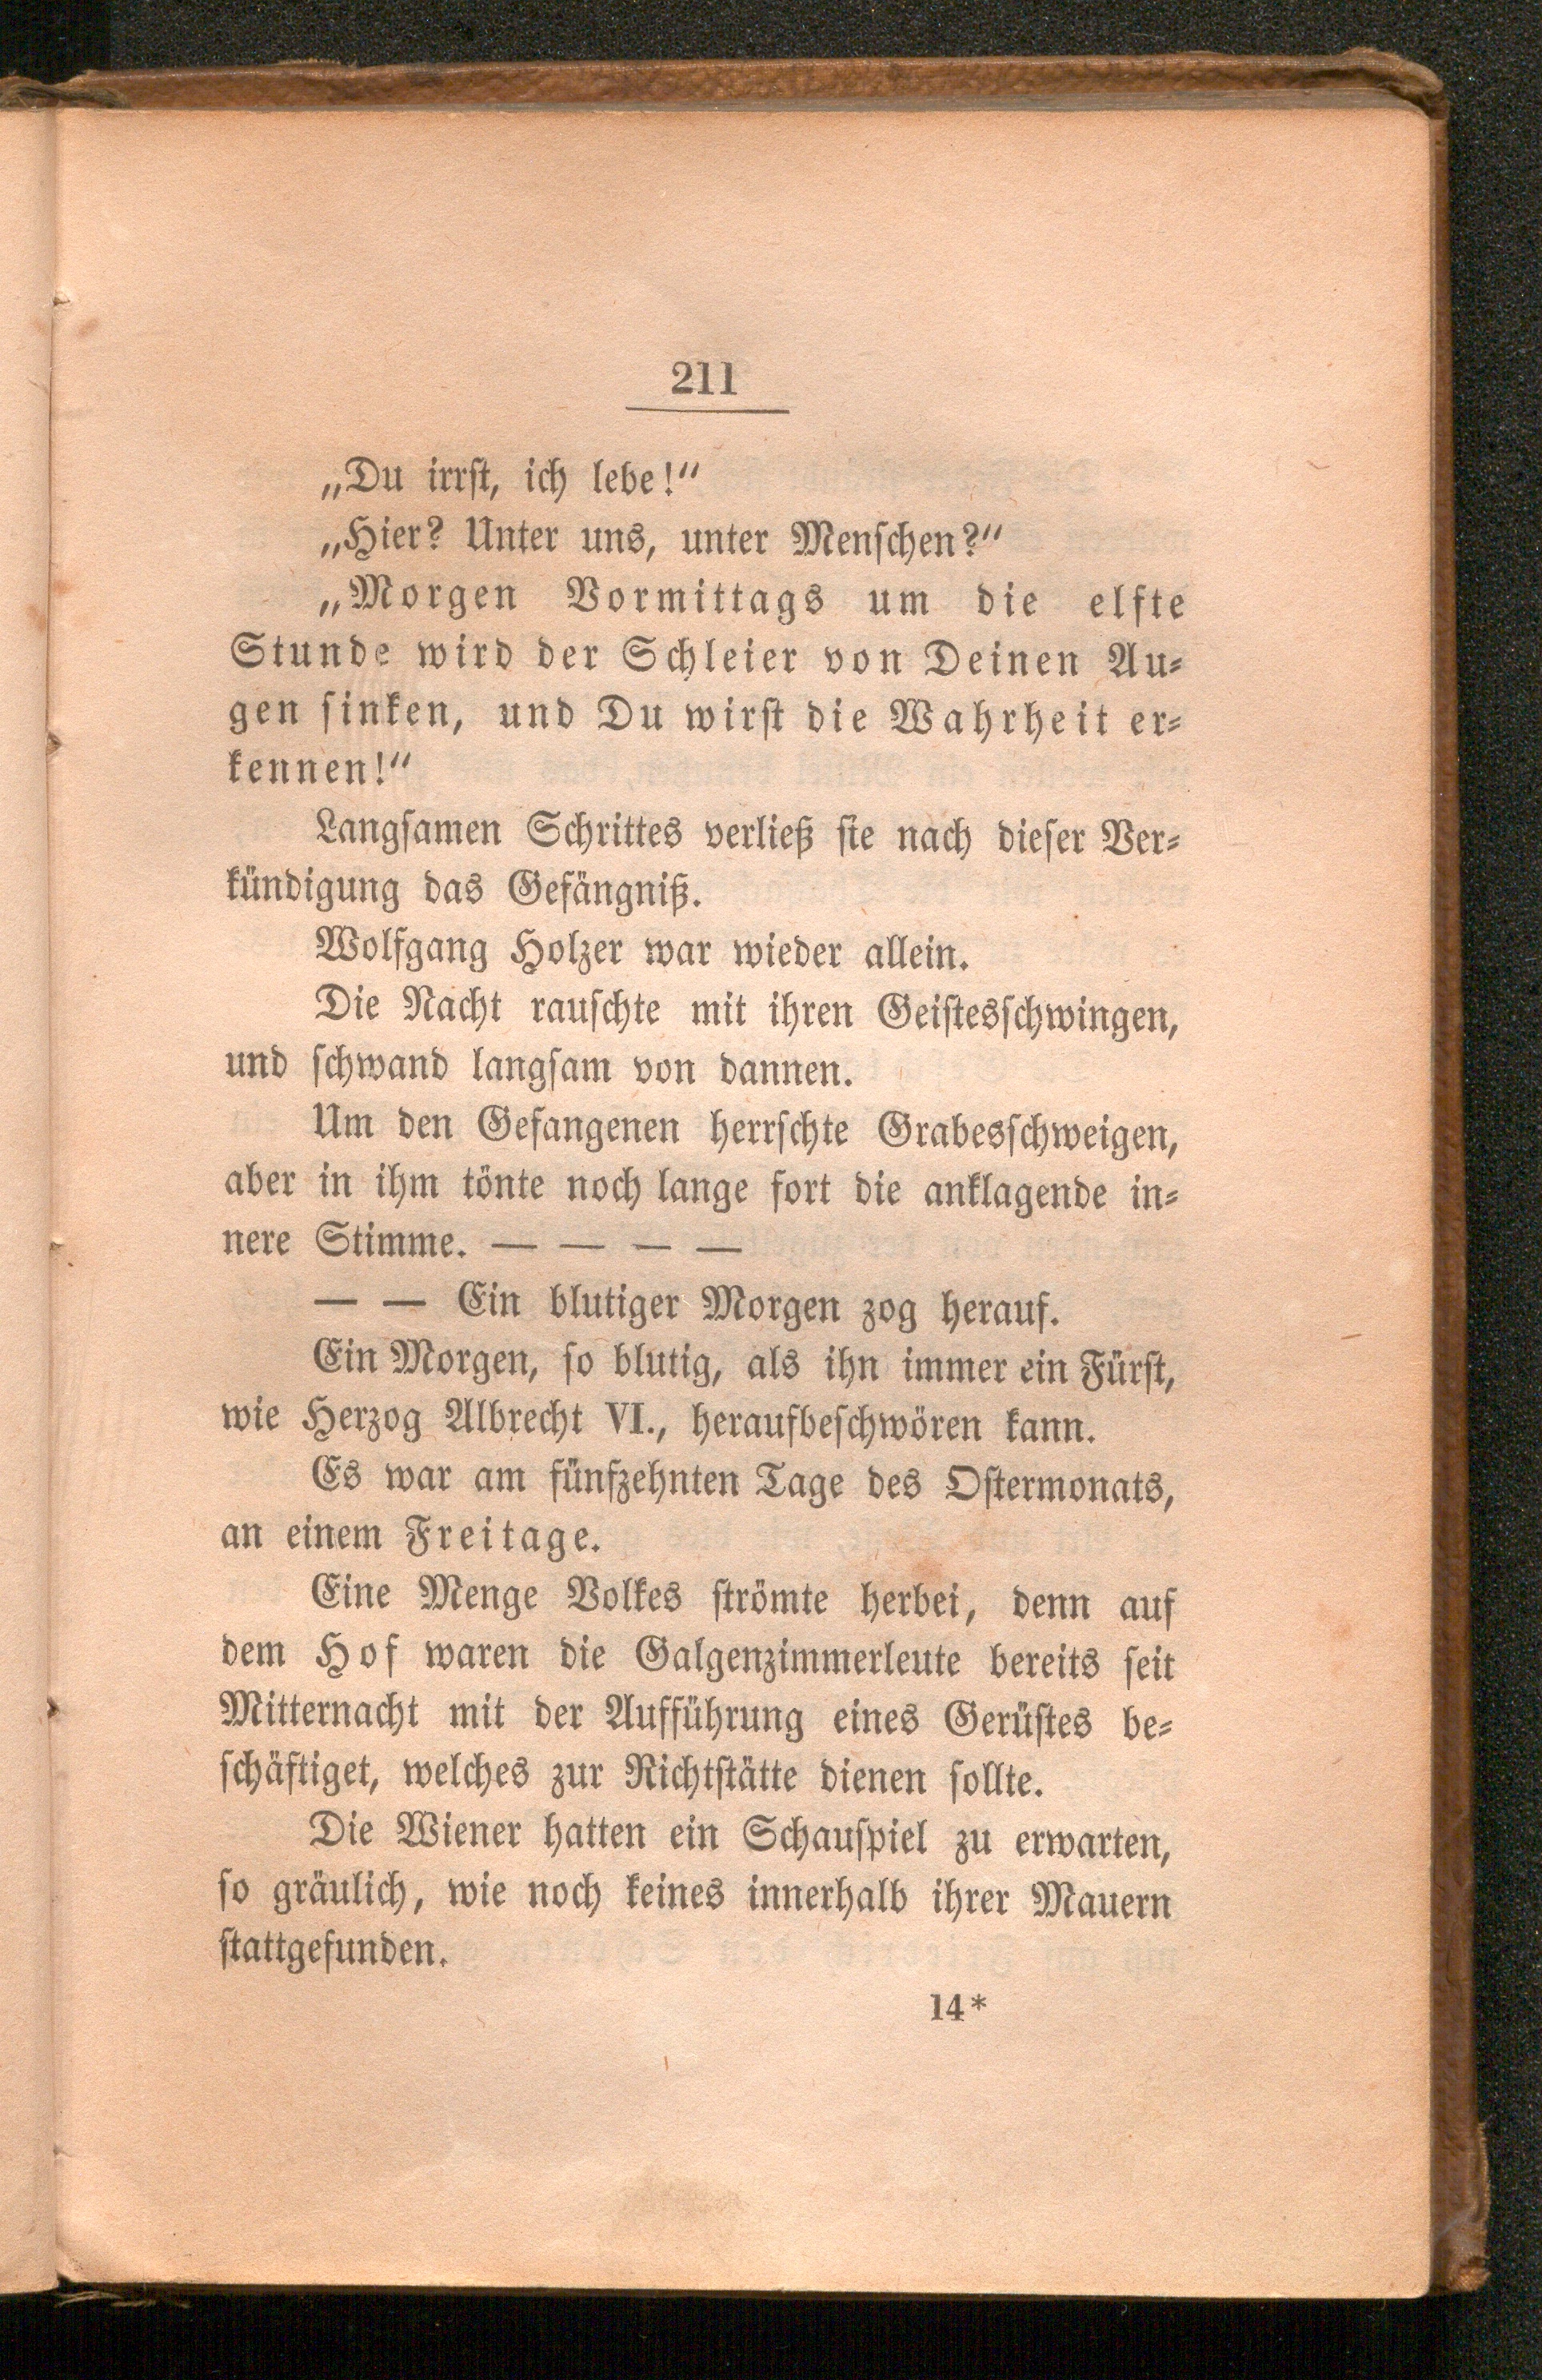 211
„Du irrſt, ich lebe!“
„Hier? Unter uns, unter Menſchen?“
„Morgen Vormittags um die elfte
Stunde wird der Schleier von Deinen Au⸗
gen ſinken, und Du wirſt die Wahrheit er⸗
kennen!“
Langſamen Schrittes verließ ſie nach dieſer Ver⸗
kündigung das Gefängniß.
Wolfgang Holzer war wieder allein.
Die Nacht rauſchte mit ihren Geiſtesſchwingen,
und ſchwand langſam von dannen.
Um den Gefangenen herrſchte Grabesſchweigen,
aber in ihm tönte noch lange fort die anklagende in⸗
nere Stimme. — — — —
— — Ein blutiger Morgen zog herauf.
Ein Morgen, ſo blutig, als ihn immer ein Fürſt,
wie Herzog Albrecht VI., heraufbeſchwören kann.
Es war am fünfzehnten Tage des Oſtermonats,
an einem Freitage.
Eine Menge Volkes ſtrömte herbei, denn auf
dem Hof waren die Galgenzimmerleute bereits ſeit
Mitternacht mit der Aufführung eines Gerüſtes be⸗
ſchäftiget, welches zur Richtſtätte dienen ſollte.
Die Wiener hatten ein Schauſpiel zu erwarten,
ſo gräulich, wie noch keines innerhalb ihrer Mauern
ſtattgefunden.
14*